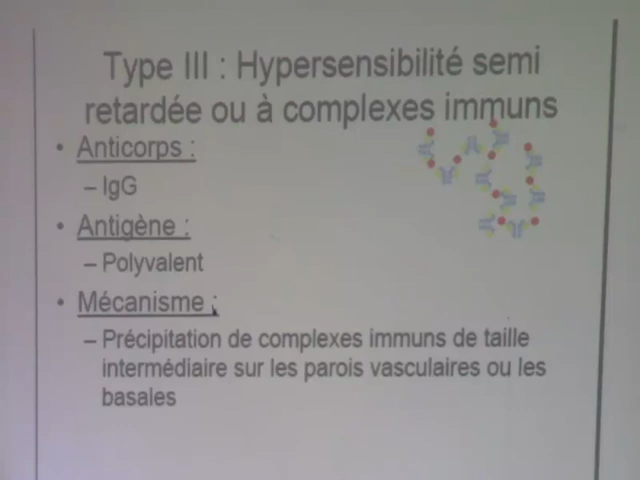 Type III : Hypersensibilité semi
retardée ou à complexes immuns
• Anticorps :
– IgG
• Antigène :
– Polyvalent
• Mécanisme :
– Précipitation de complexes immuns de taille
intermédiaire sur les parois vasculaires ou les
basales